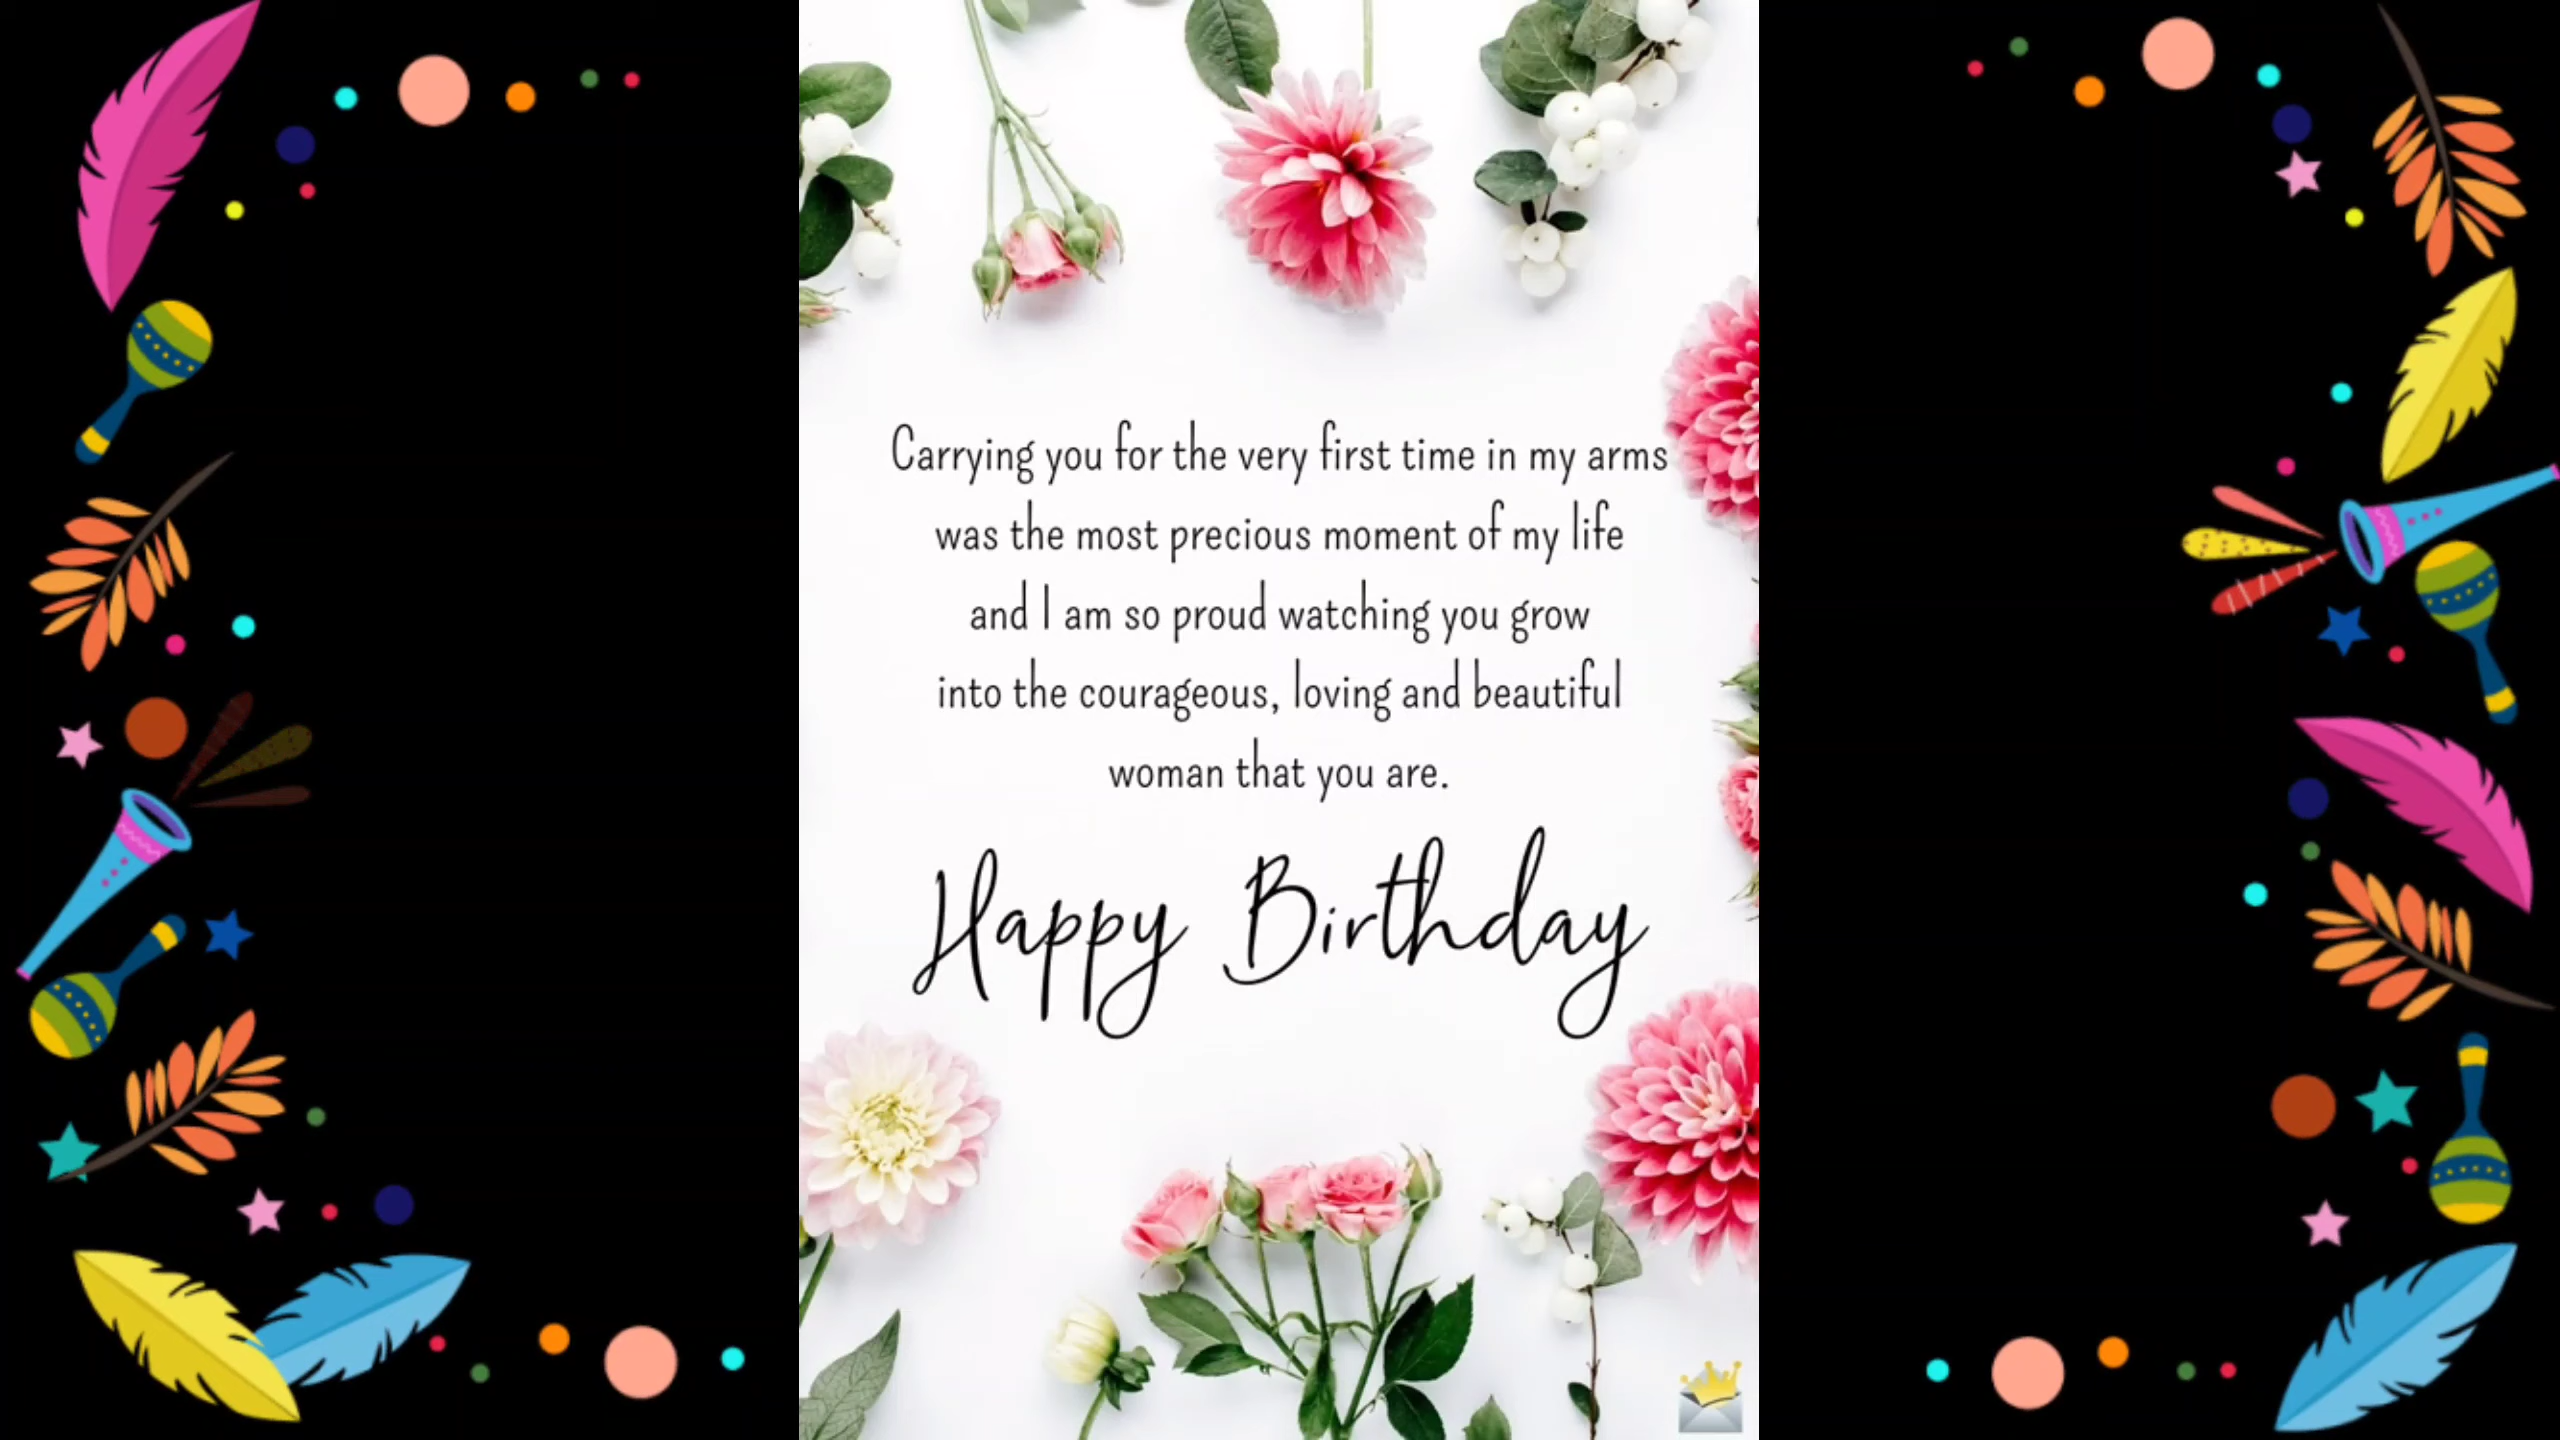 Carrying you for the very first time in my arms
was the most precious moment of my life
and I am so proud watching you grow
into the courageous, loving and beautiful
woman that you are.
Happy Birthday